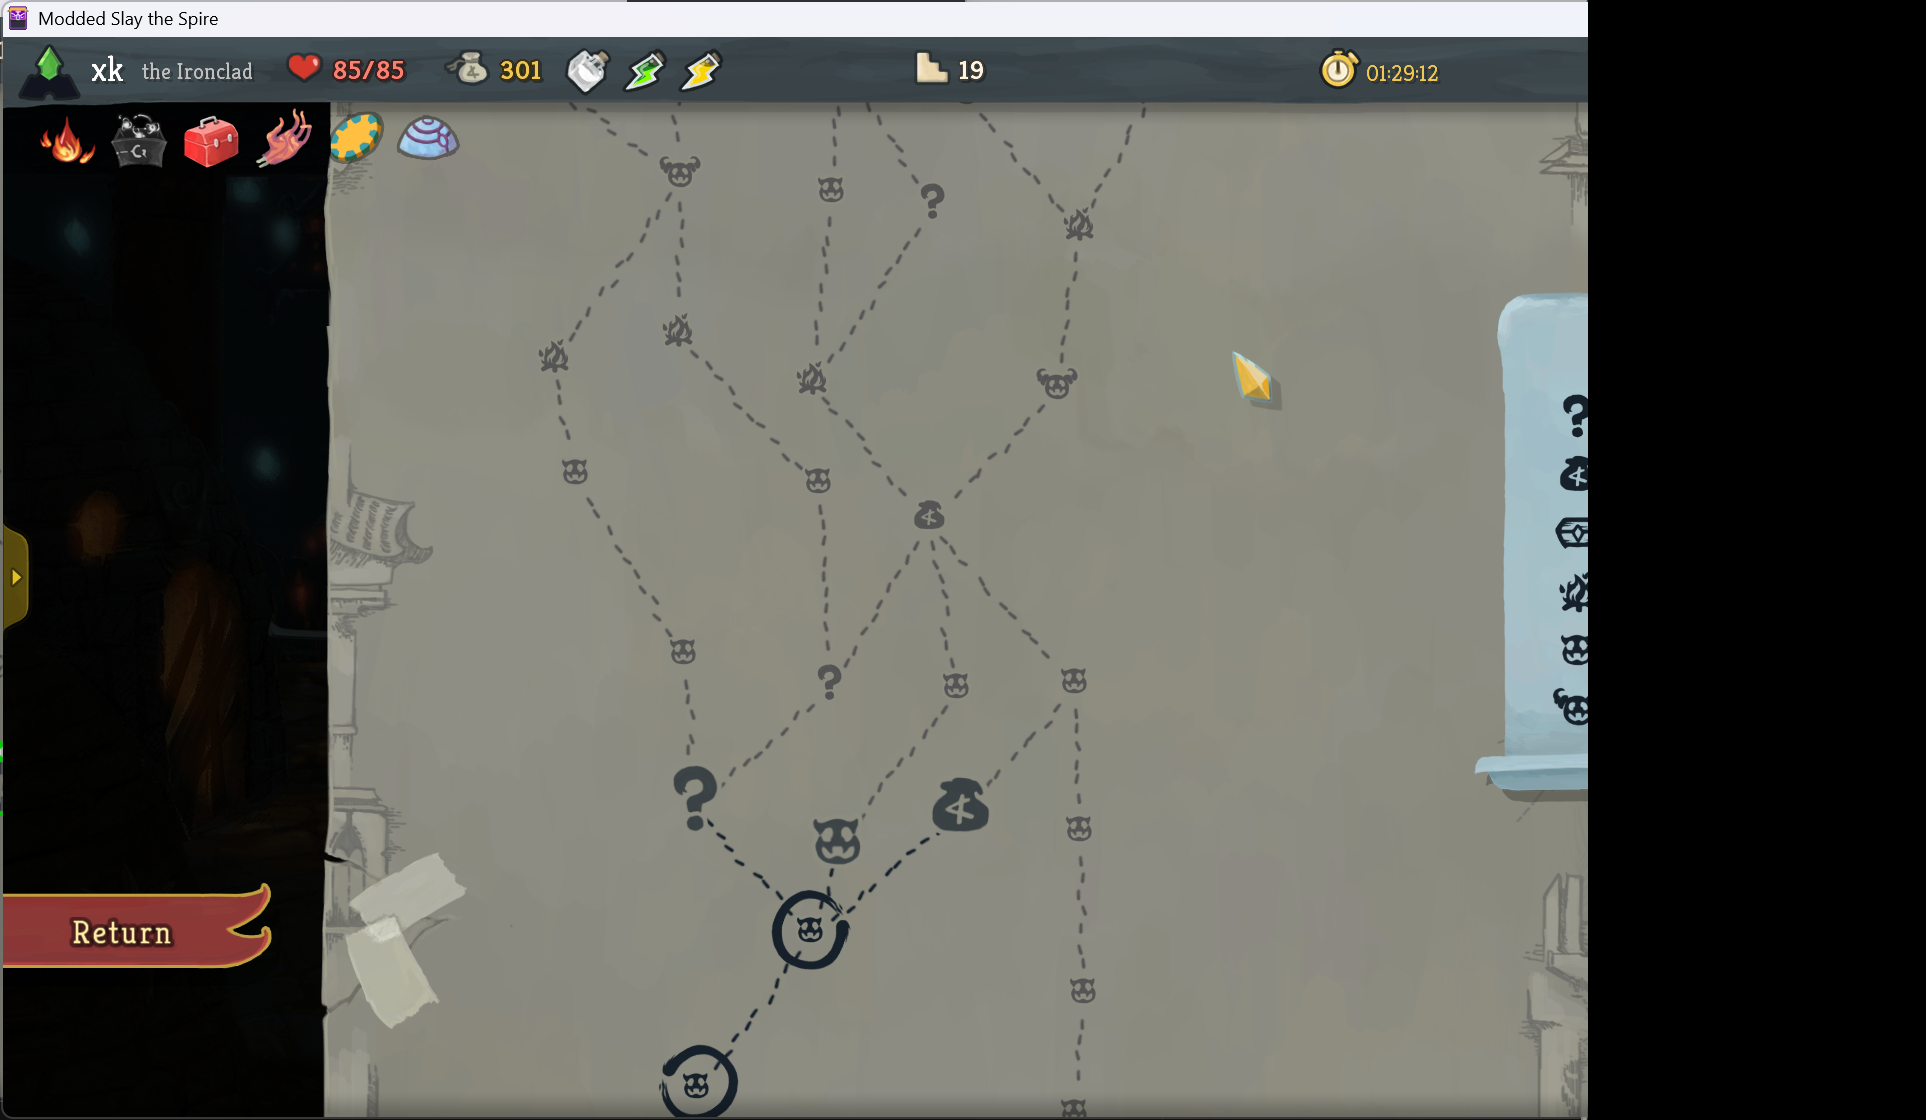 Modded Slay the Spire
xk the Ironclad 85/85 301 19 01:29:12
Return